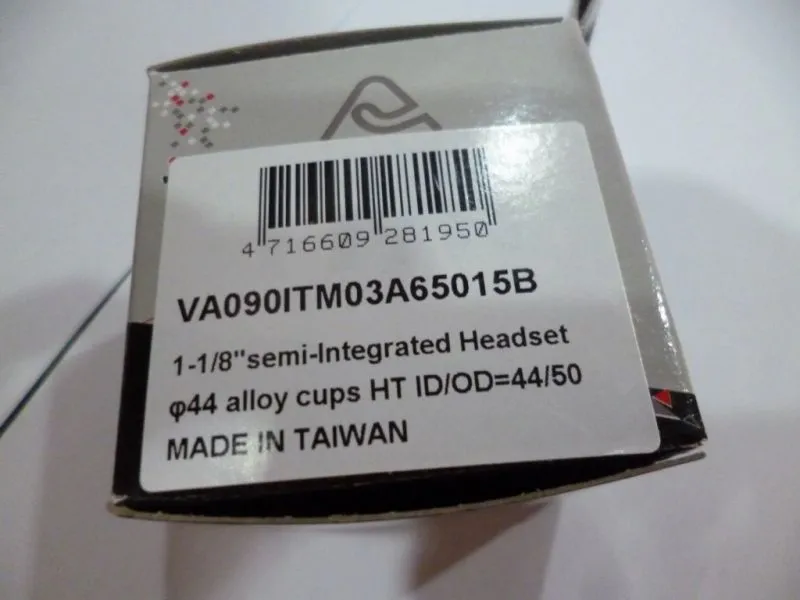 4 716609 281950
VA090ITM03A65015B
1-1/8"semi-Integrated Headset
φ44 alloy cups HT ID/OD=44/50
MADE IN TAIWAN